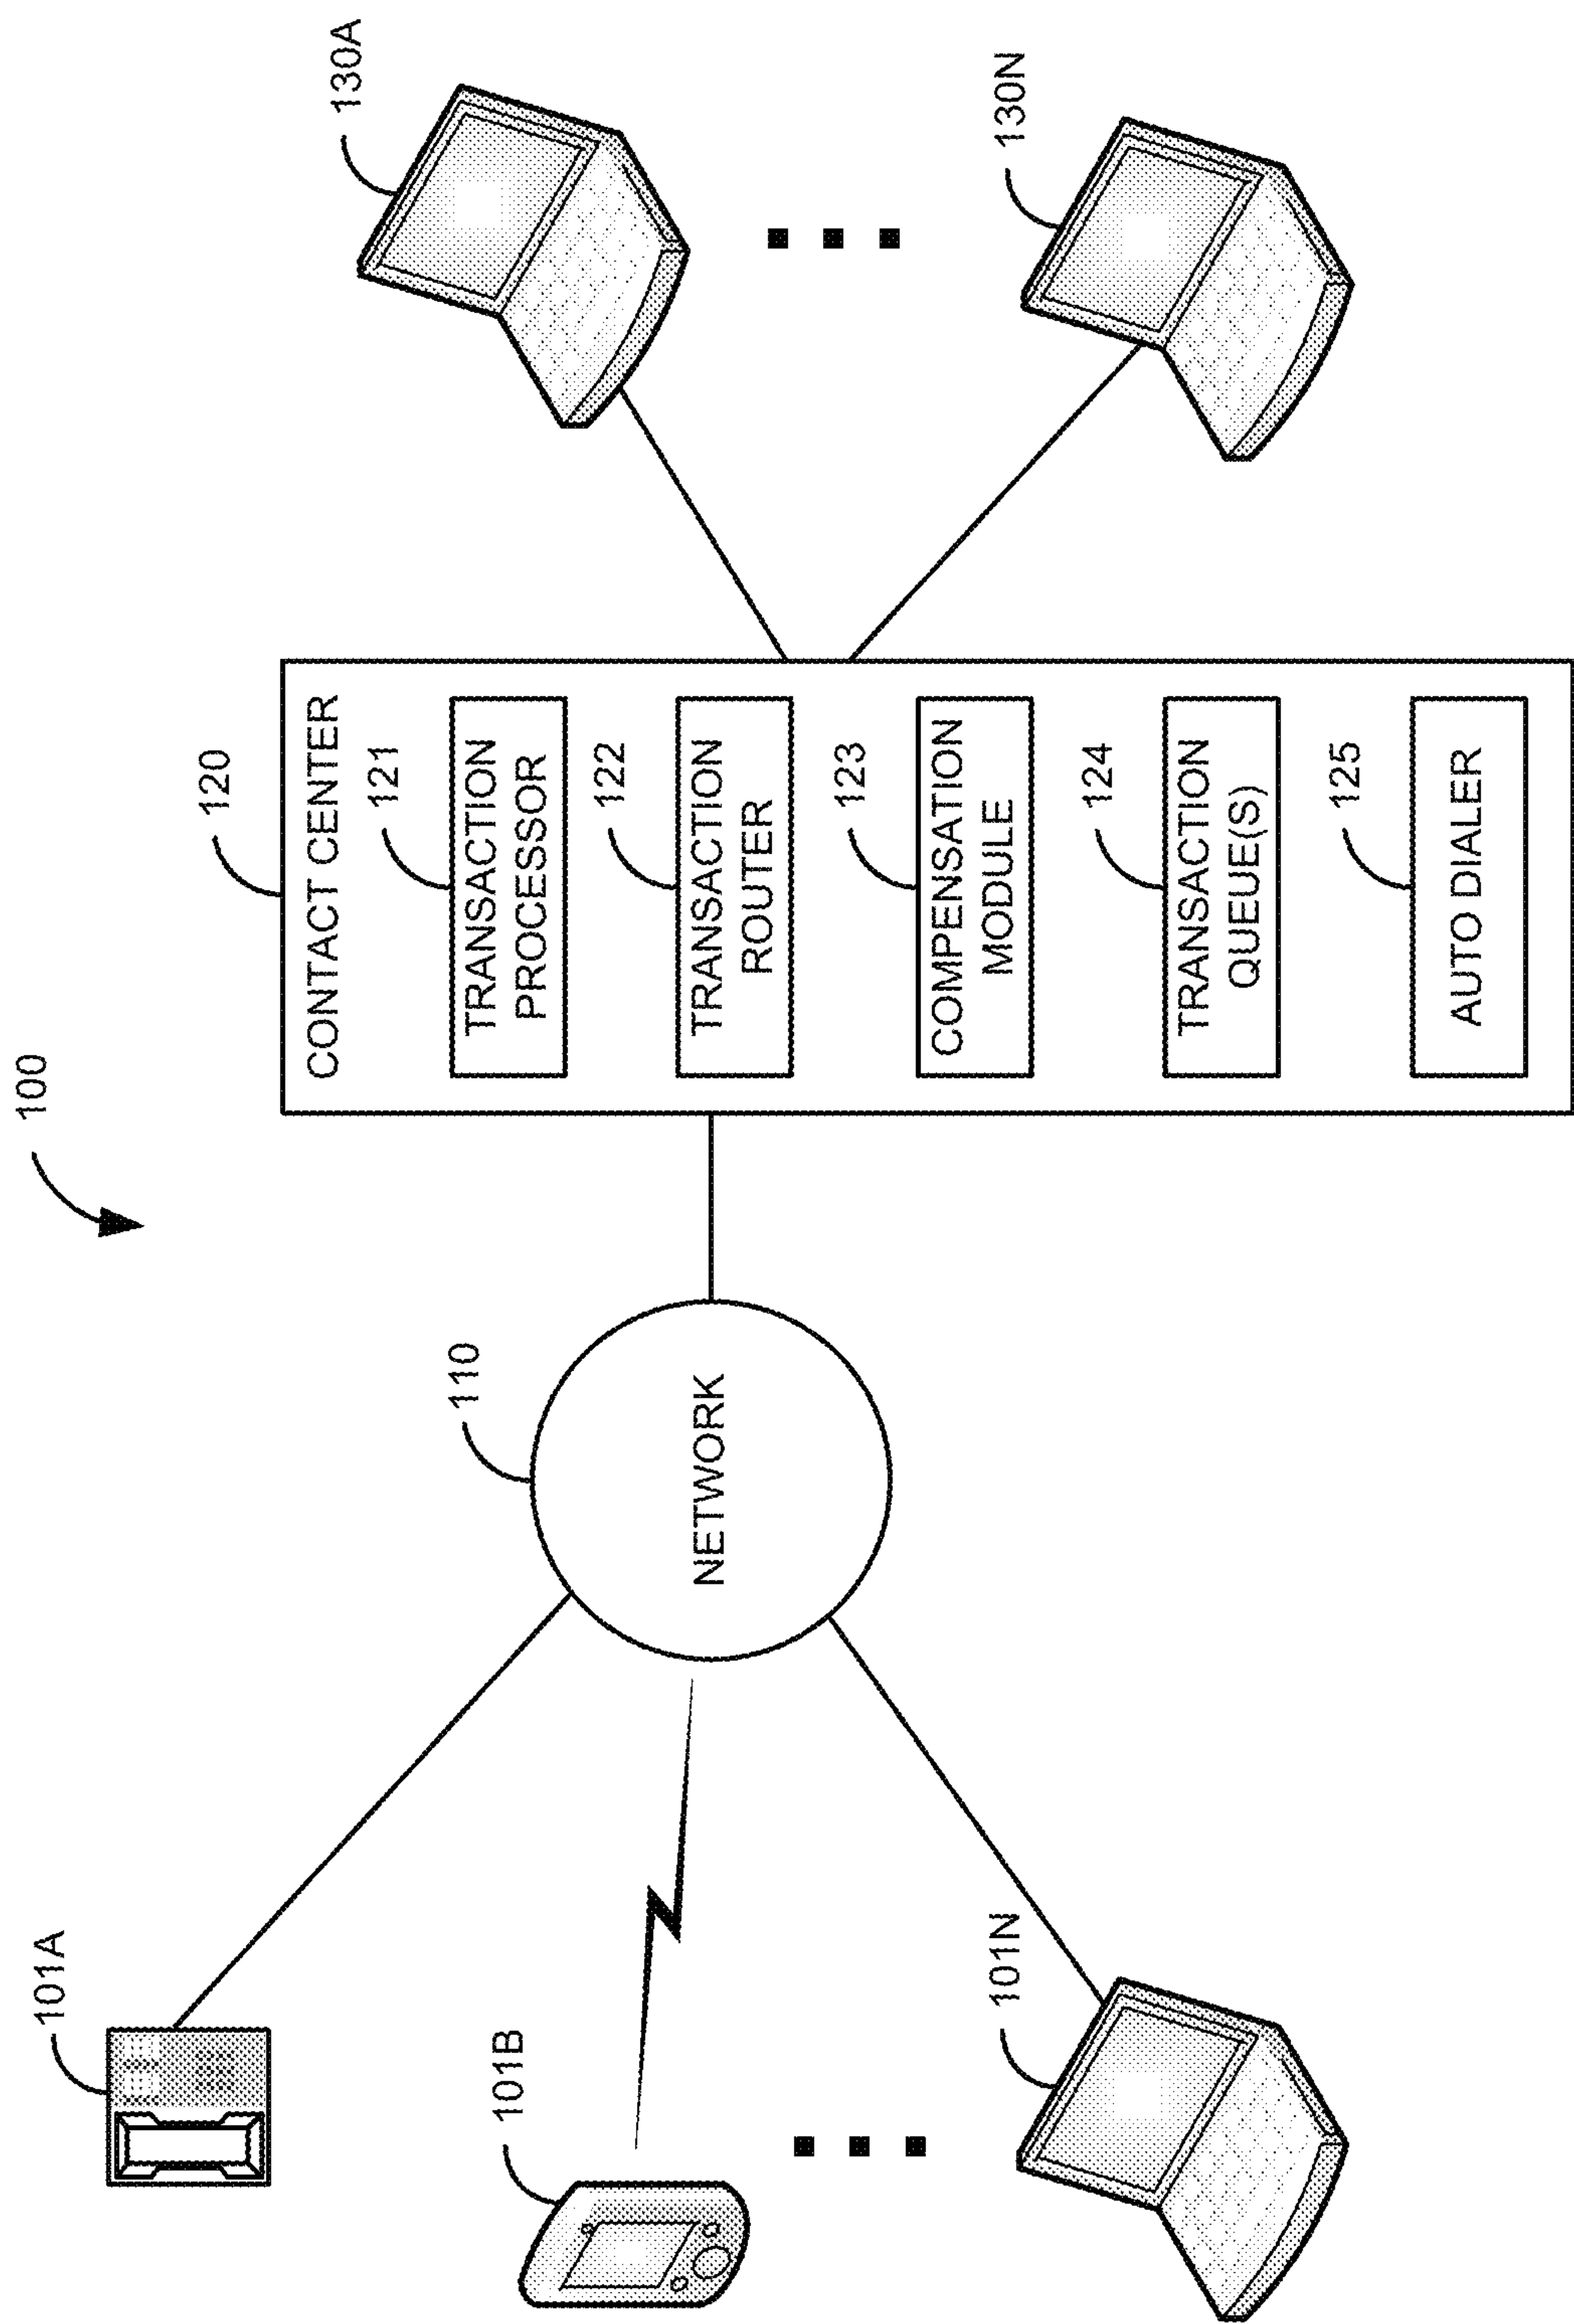 100
101A
101B
101N
110
NETWORK
120
CONTACT CENTER
121
TRANSACTION
PROCESSOR
122
TRANSACTION
ROUTER
123
COMPENSATION
MODULE
124
TRANSACTION
QUEUE(S)
125
AUTO DIALER
130A
130N